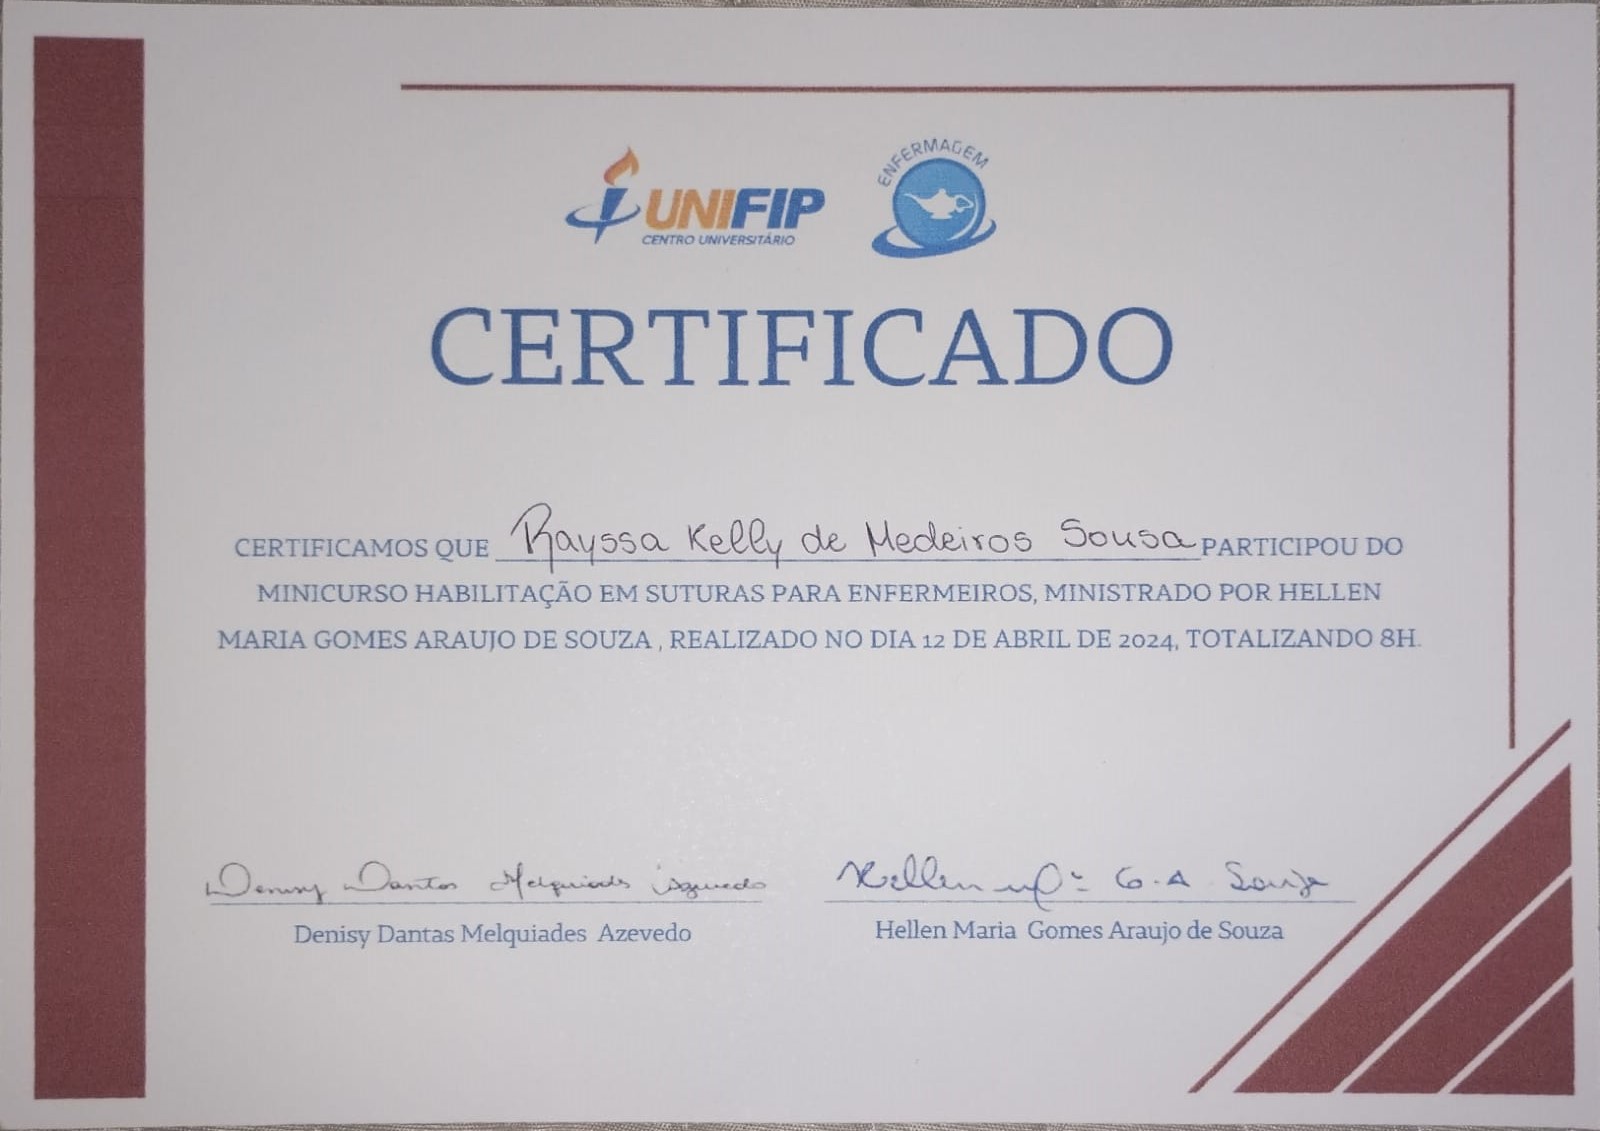 UNIFIP
CENTRO UNIVERSITÁRIO
ENFERMAGEM
CERTIFICADO
CERTIFICAMOS QUE Rayssa Kelly de Medeiros Sousa PARTICIPOU DO
MINICURSO HABILITAÇÃO EM SUTURAS PARA ENFERMEIROS, MINISTRADO POR HELLEN
MARIA GOMES ARAUJO DE SOUZA , REALIZADO NO DIA 12 DE ABRIL DE 2024, TOTALIZANDO 8H.
Denisy Dantas Melquiades Azevedo
Hellen Mª G. A Souza
Denisy Dantas Melquiades Azevedo
Hellen Maria Gomes Araujo de Souza